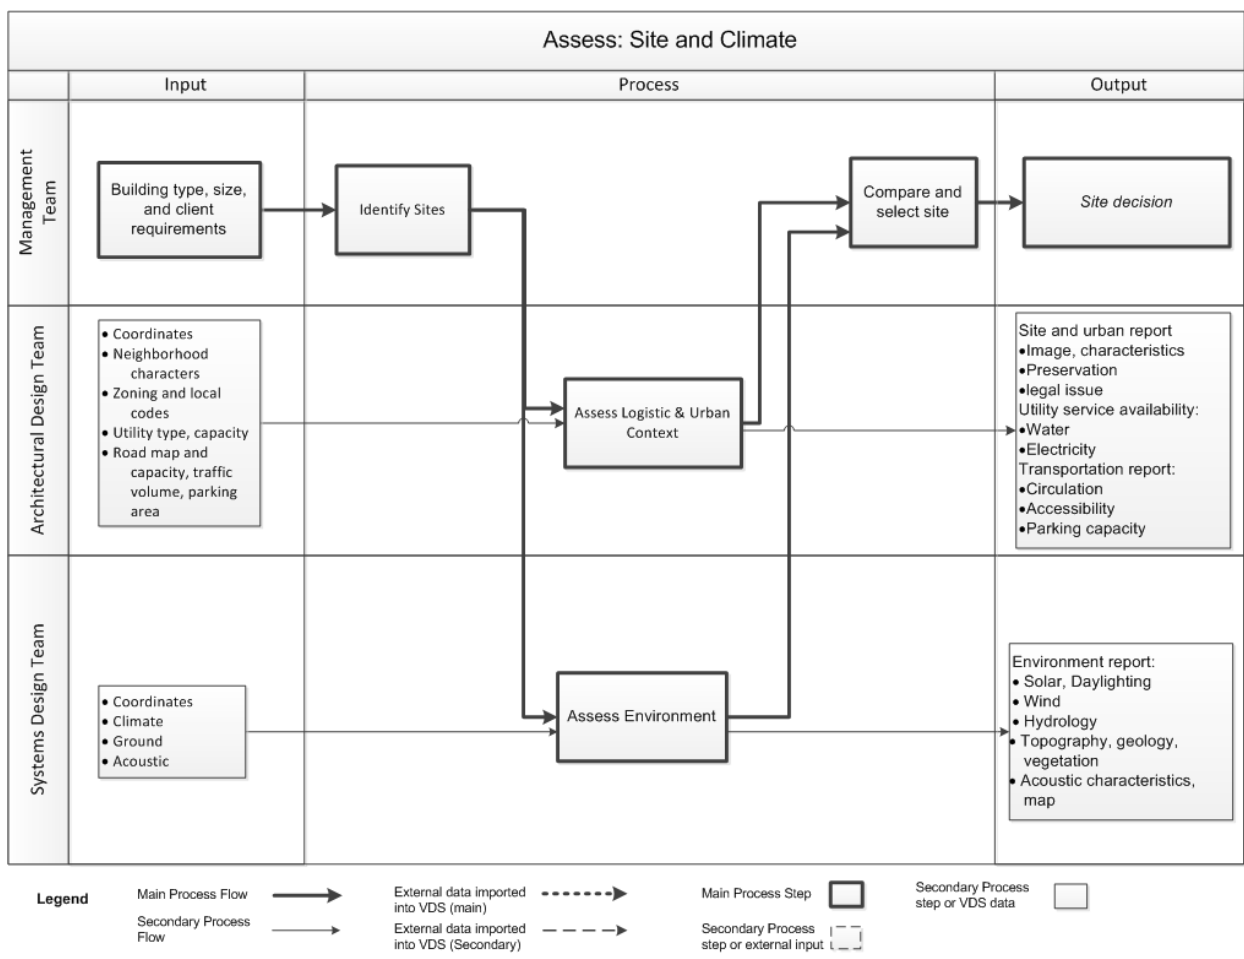 Assess: Site and Climate
Input
Process
Output
Management
Team
Building type, size,
and client
requirements
Identify Sites
Compare and
select site
Site decision
Architectural Design Team
• Coordinates
• Neighborhood
characters
• Zoning and local
codes
• Utility type, capacity
• Road map and
capacity, traffic
volume, parking
area
Assess Logistic & Urban
Context
Site and urban report
•Image, characteristics
•Preservation
•legal issue
Utility service availability:
•Water
•Electricity
Transportation report:
•Circulation
•Accessibility
•Parking capacity
Systems Design Team
• Coordinates
• Climate
• Ground
• Acoustic
Assess Environment
Environment report:
• Solar, Daylighting
• Wind
• Hydrology
• Topography, geology,
vegetation
• Acoustic characteristics,
map
Legend
Main Process Flow
Secondary Process
Flow
External data imported
into VDS (main)
External data imported
into VDS (Secondary)
Main Process Step
Secondary Process
step or external input
Secondary Process
step or VDS data